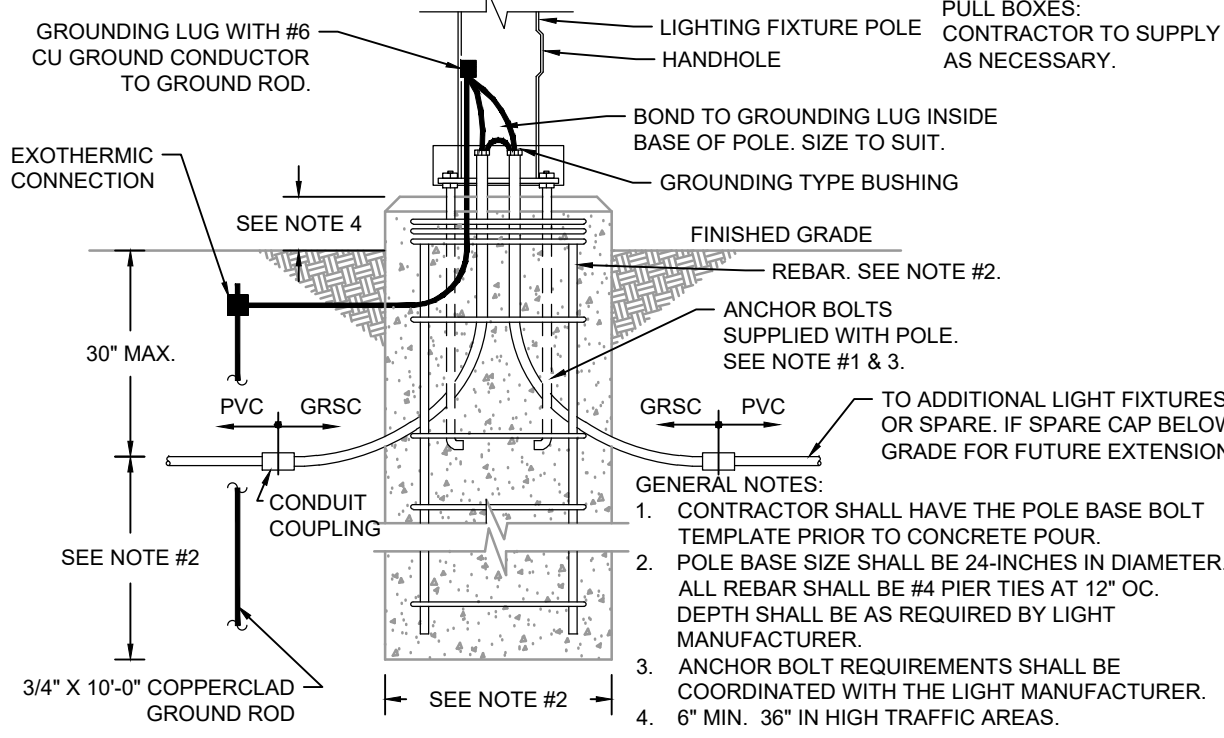 GROUNDING LUG WITH #6
CU GROUND CONDUCTOR
TO GROUND ROD.
LIGHTING FIXTURE POLE
HANDHOLE
PULL BOXES:
CONTRACTOR TO SUPPLY
AS NECESSARY.
BOND TO GROUNDING LUG INSIDE
BASE OF POLE. SIZE TO SUIT.
EXOTHERMIC
CONNECTION
GROUNDING TYPE BUSHING
SEE NOTE 4
FINISHED GRADE
REBAR. SEE NOTE #2.
ANCHOR BOLTS
SUPPLIED WITH POLE.
SEE NOTE #1 & 3.
30" MAX.
PVC
GRSC
GRSC
PVC
TO ADDITIONAL LIGHT FIXTURES
OR SPARE. IF SPARE CAP BELOW
GRADE FOR FUTURE EXTENSION
CONDUIT
COUPLING
SEE NOTE #2
GENERAL NOTES:
1. CONTRACTOR SHALL HAVE THE POLE BASE BOLT
TEMPLATE PRIOR TO CONCRETE POUR.
2. POLE BASE SIZE SHALL BE 24-INCHES IN DIAMETER.
ALL REBAR SHALL BE #4 PIER TIES AT 12" OC.
DEPTH SHALL BE AS REQUIRED BY LIGHT
MANUFACTURER.
3. ANCHOR BOLT REQUIREMENTS SHALL BE
COORDINATED WITH THE LIGHT MANUFACTURER.
4. 6" MIN. 36" IN HIGH TRAFFIC AREAS.
3/4" X 10'-0" COPPERCLAD
GROUND ROD
SEE NOTE #2